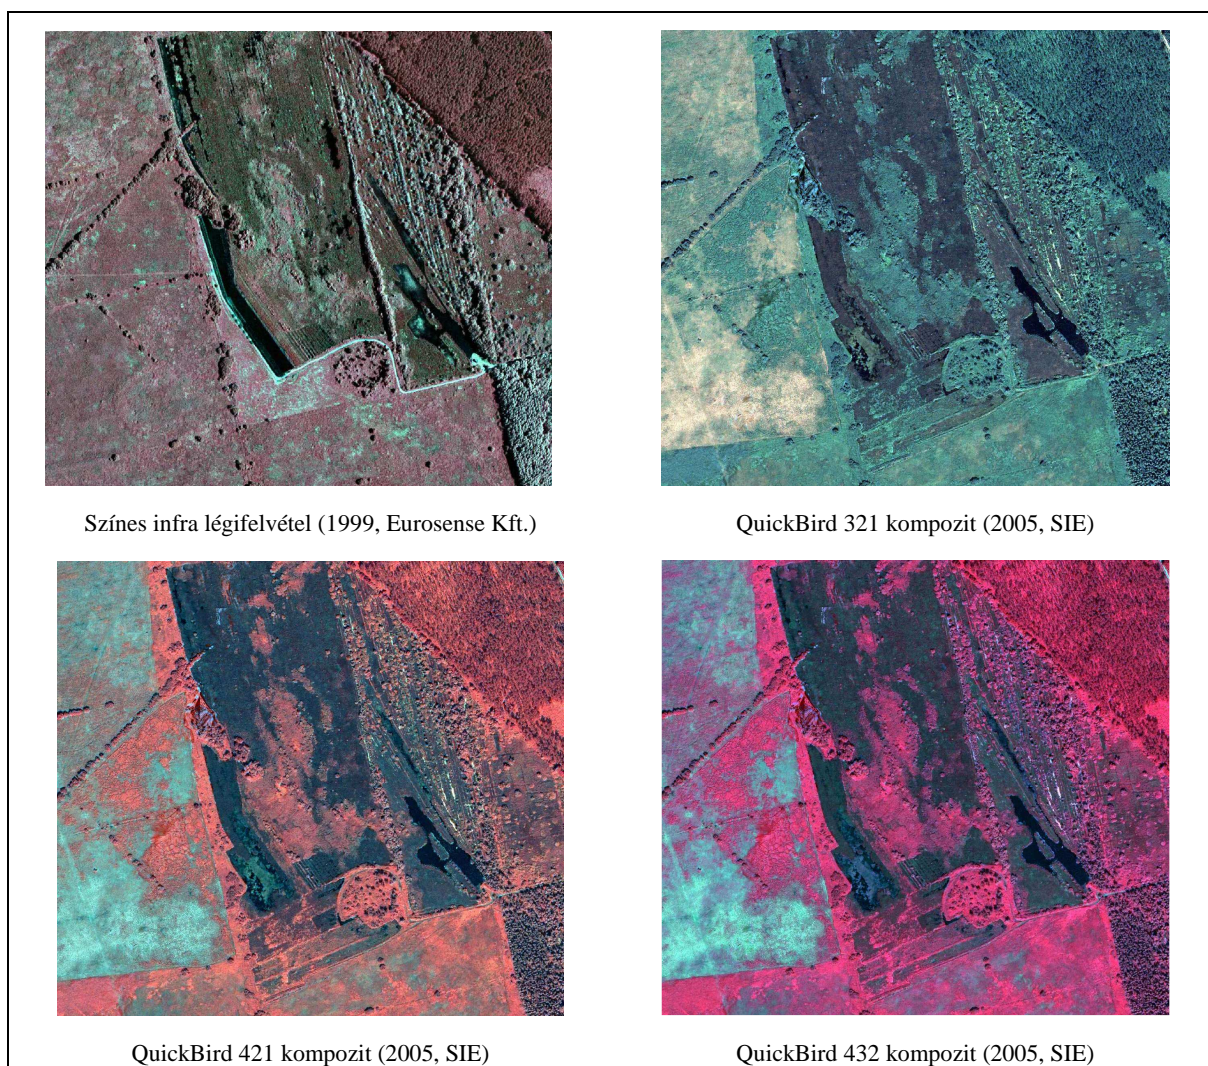 Színes infra légifelvétel (1999, Eurosense Kft.)
QuickBird 321 kompozit (2005, SIE)
QuickBird 421 kompozit (2005, SIE)
QuickBird 432 kompozit (2005, SIE)